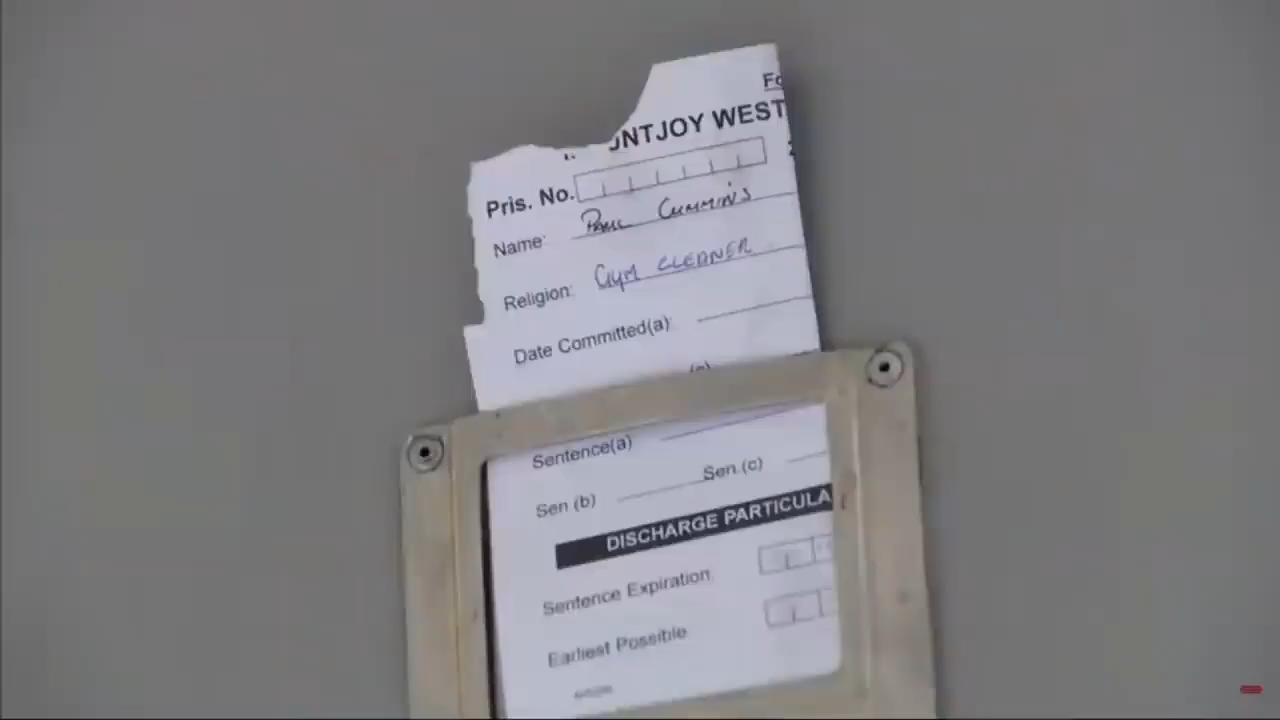 Fo
UNTJOY WEST
Pris. No.
Name: Paul Cummins
Religion: GYM CLEANER
Date Committed(a):
Sentence(a)
Sen (b) Sen.(c)
DISCHARGE PARTICULA
Sentence Expiration
Earliest Possible